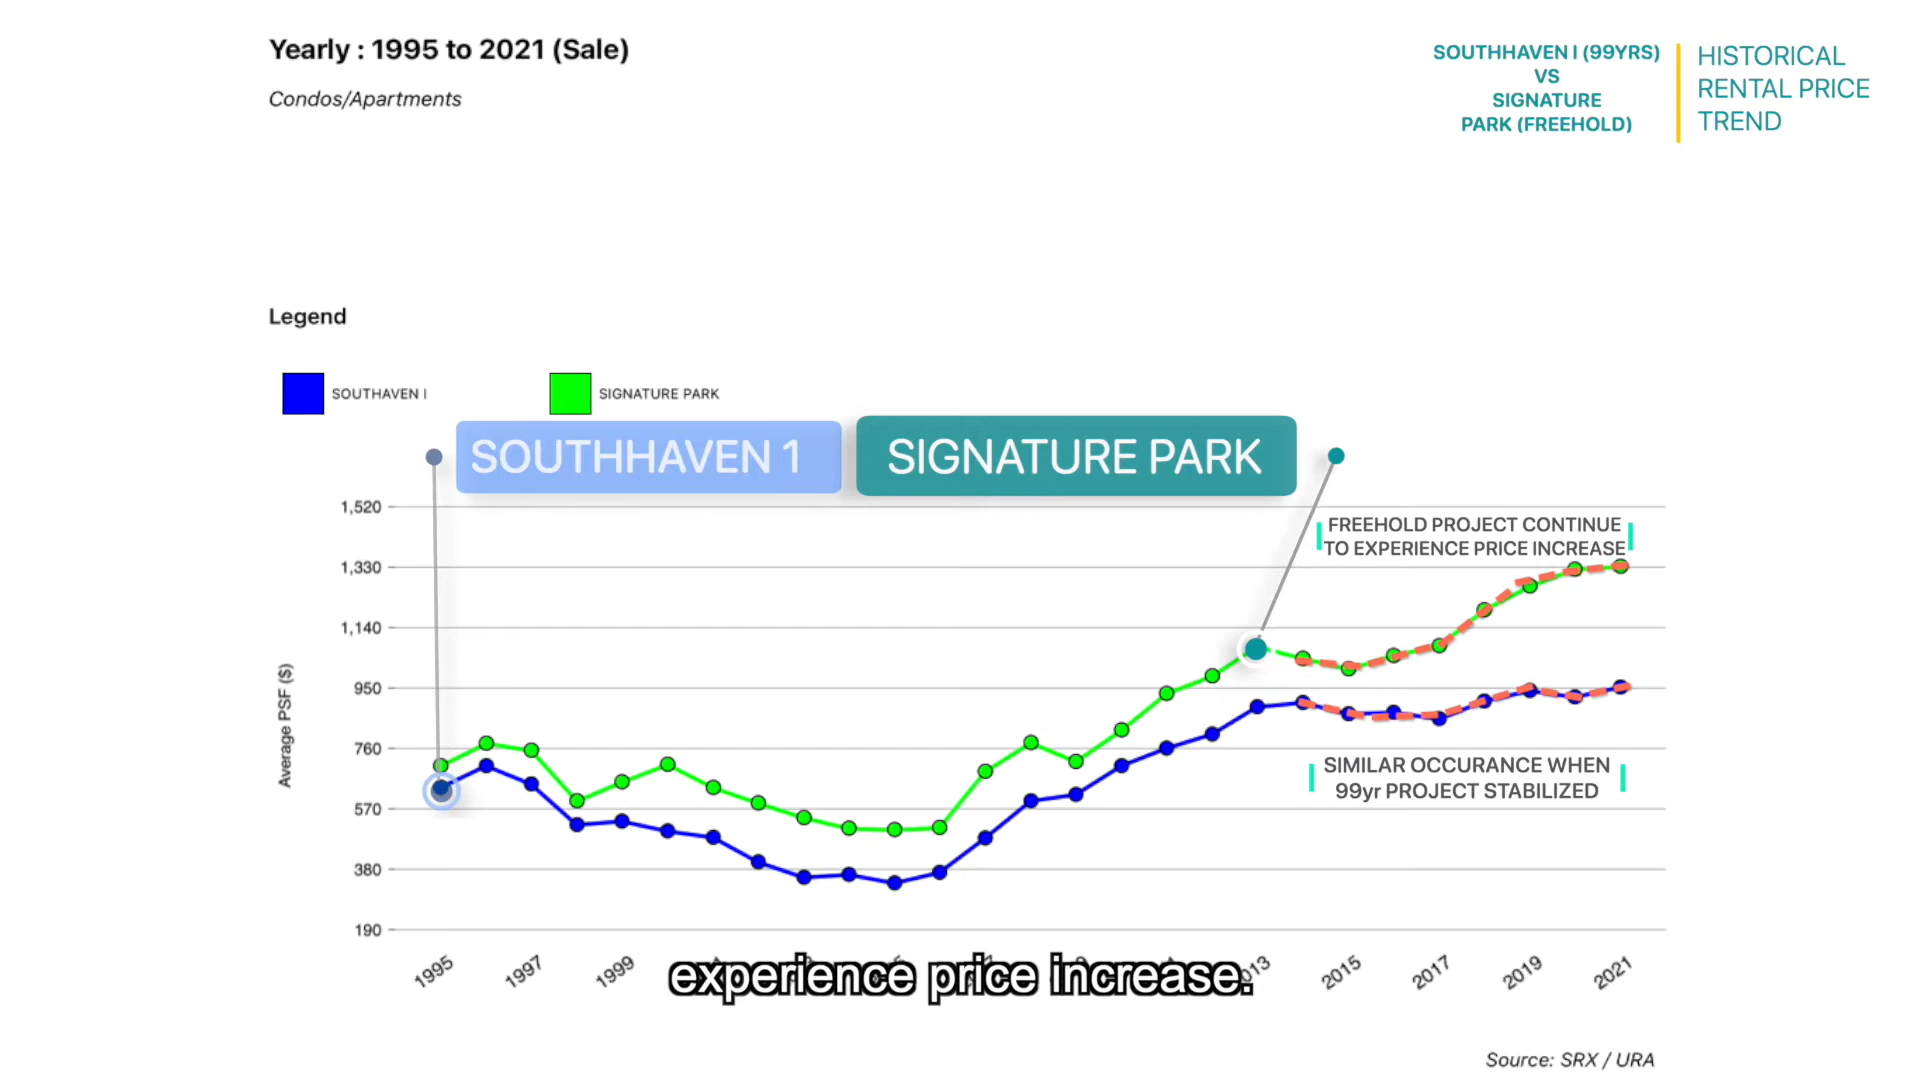 Yearly : 1995 to 2021 (Sale)
Condos/Apartments
SOUTHHAVEN I (99YRS)
VS
SIGNATURE
PARK (FREEHOLD)
HISTORICAL
RENTAL PRICE
TREND
Legend
SOUTHAVEN I
SIGNATURE PARK
SOUTHHAVEN 1
SIGNATURE PARK
FREEHOLD PROJECT CONTINUE
TO EXPERIENCE PRICE INCREASE
SIMILAR OCCURANCE WHEN
99yr PROJECT STABILIZED
Average PSF ($)
1,520
1,330
1,140
950
760
570
380
190
1995
1997
1999
2015
2017
2019
2021
experience price increase.
Source: SRX / URA